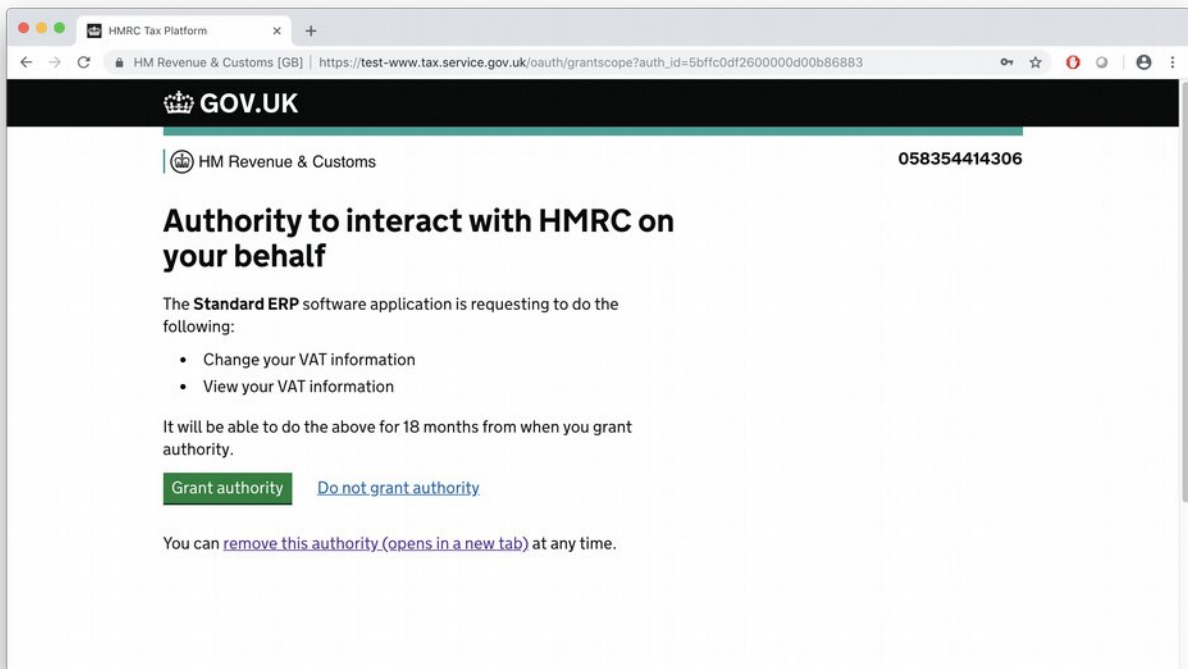 HMRC Tax Platform
HM Revenue & Customs [GB] | https://test-www.tax.service.gov.uk/oauth/grantscope?auth_id=5bffc0df2600000d00b86883
GOV.UK
HM Revenue & Customs
058354414306
Authority to interact with HMRC on
your behalf
The Standard ERP software application is requesting to do the
following:
• Change your VAT information
• View your VAT information
It will be able to do the above for 18 months from when you grant
authority.
Grant authority
Do not grant authority
You can remove this authority (opens in a new tab) at any time.